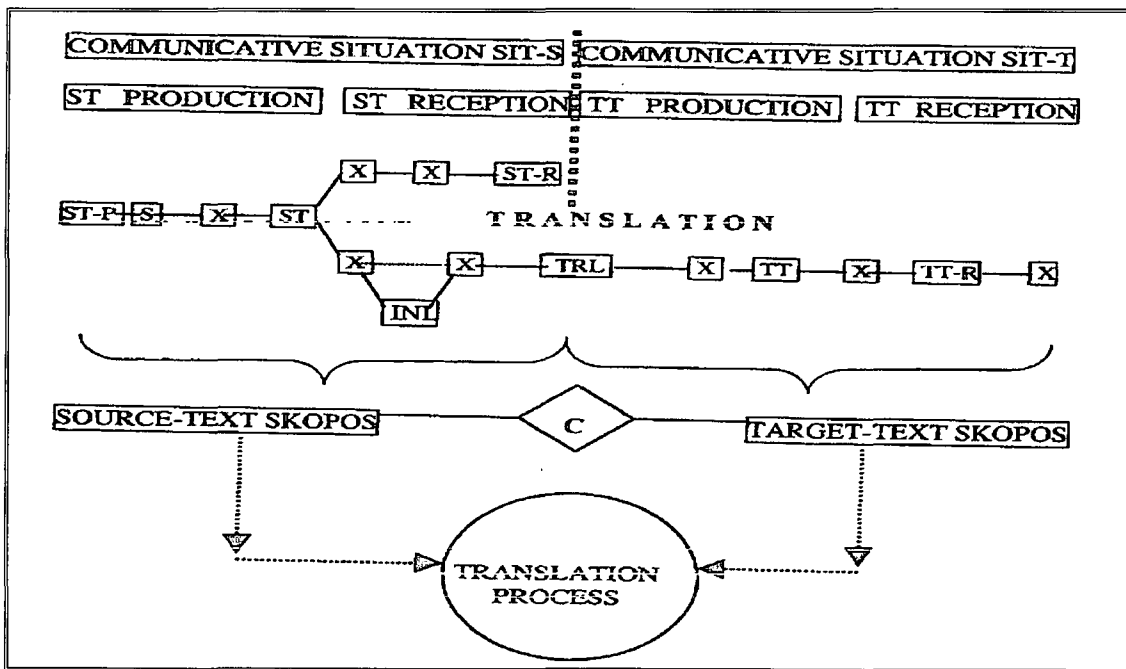 COMMUNICATIVE SITUATION SIT-S COMMUNICATIVE SITUATION SIT-T
ST PRODUCTION ST RECEPTION TT PRODUCTION TT RECEPTION
X X ST-R
ST-P S X ST TRANSLATION
X X TRL X TT X TT-R X
INI
SOURCE-TEXT SKOPOS C TARGET-TEXT SKOPOS
TRANSLATION
PROCESS